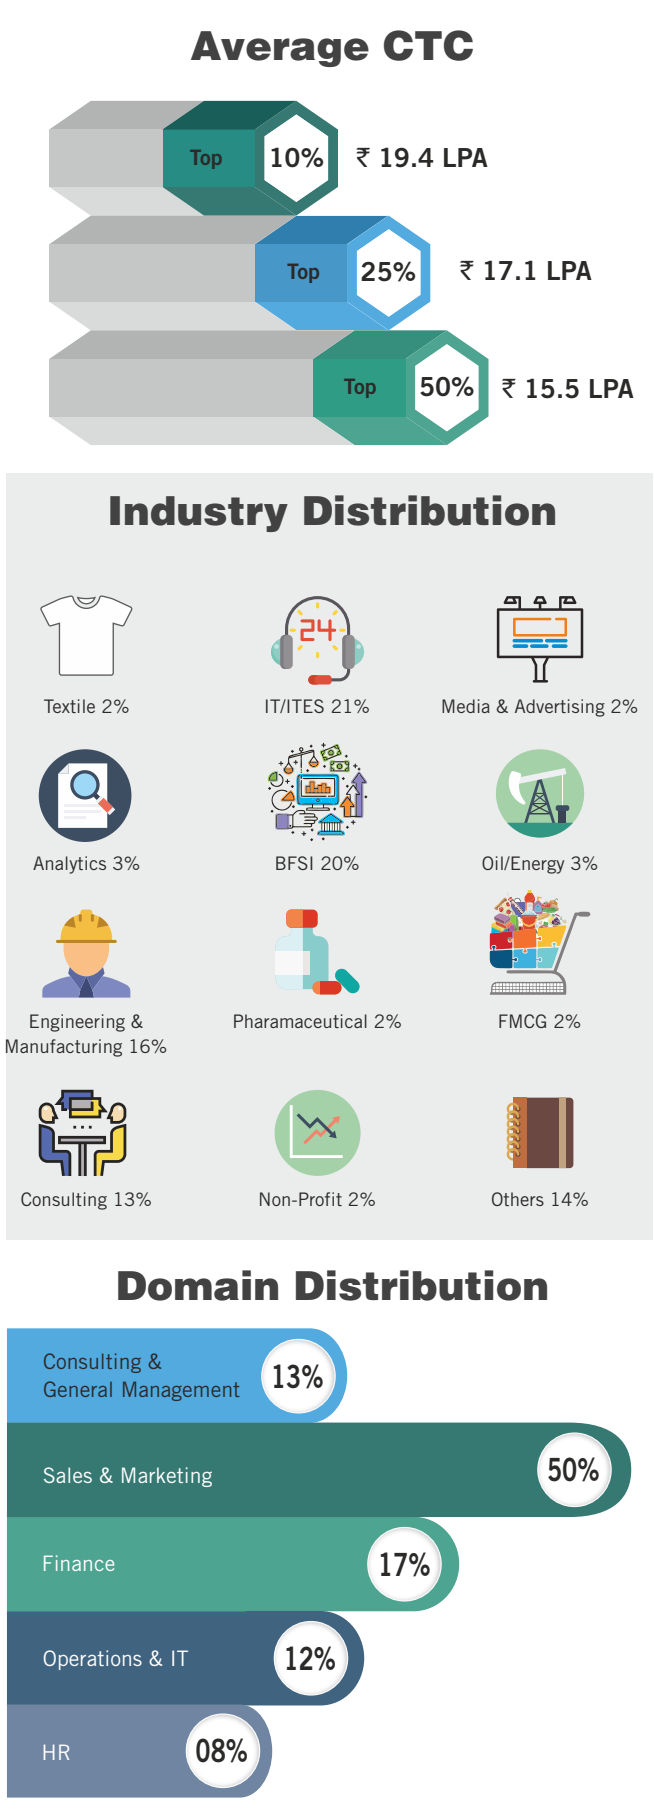 Average CTC
Top 10% ₹ 19.4 LPA
Top 25% ₹ 17.1 LPA
Top 50% ₹ 15.5 LPA
Industry Distribution
24
Textile 2% IT/ITES 21% Media & Advertising 2%
Analytics 3% BFSI 20% Oil/Energy 3%
Engineering & Pharamaceutical 2% FMCG 2%
Manufacturing 16%
Consulting 13% Non-Profit 2% Others 14%
Domain Distribution
Consulting &
General Management 13%
Sales & Marketing 50%
Finance 17%
Operations & IT 12%
HR 08%